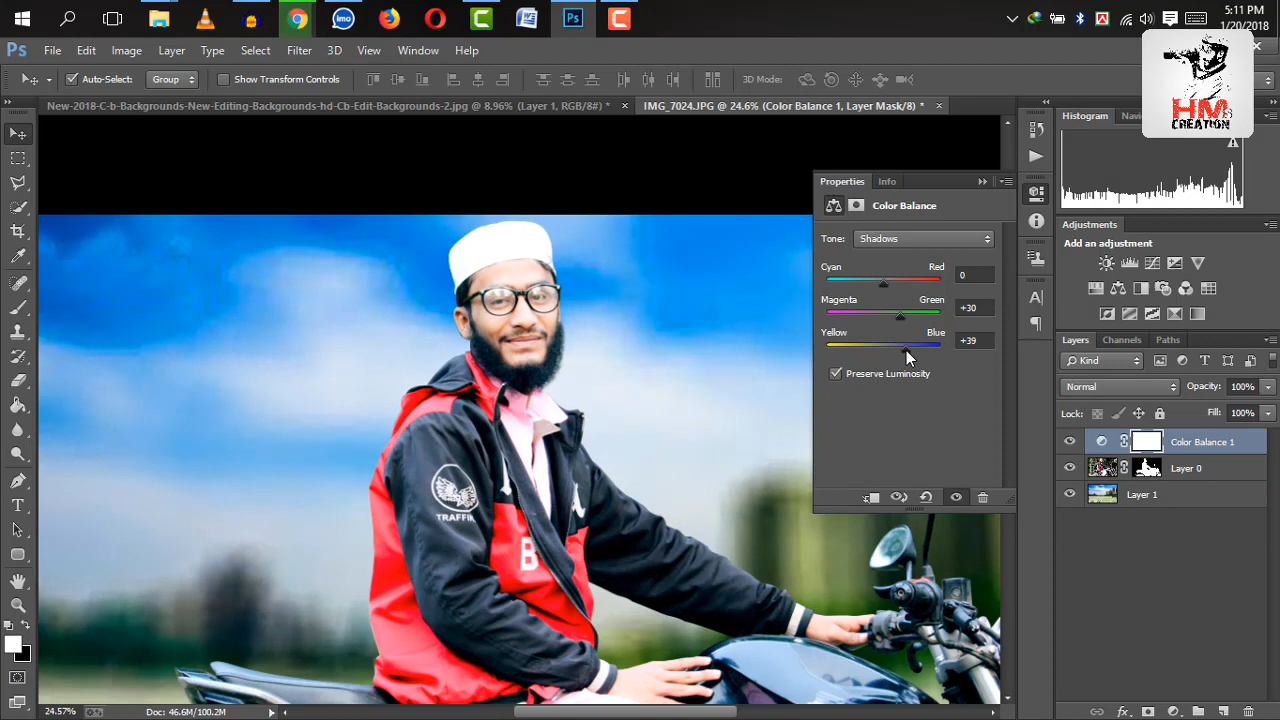 imo
W
Ps
5:11 PM
1/20/2018
Ps File Edit Image Layer Type Select Filter 3D View Window Help
Auto-Select: Group Show Transform Controls 3D Mode:
HM
CREATION
New-2018-C-b-Backgrounds-New-Editing-Backgrounds-hd-Cb-Edit-Backgrounds-2.jpg @ 8.96% (Layer 1, RGB/8#) * × IMG_7024.JPG @ 24.6% (Color Balance 1, Layer Mask/8) * ×
Histogram
Properties Info
Color Balance
Tone: Shadows
Cyan Red 0
Magenta Green +30
Yellow Blue +39
Preserve Luminosity
Adjustments
Add an adjustment
Layers Channels Paths
Kind
Normal Opacity: 100%
Lock: Fill: 100%
Color Balance 1
Layer 0
Layer 1
B
24.57% Doc: 46.6M/100.2M